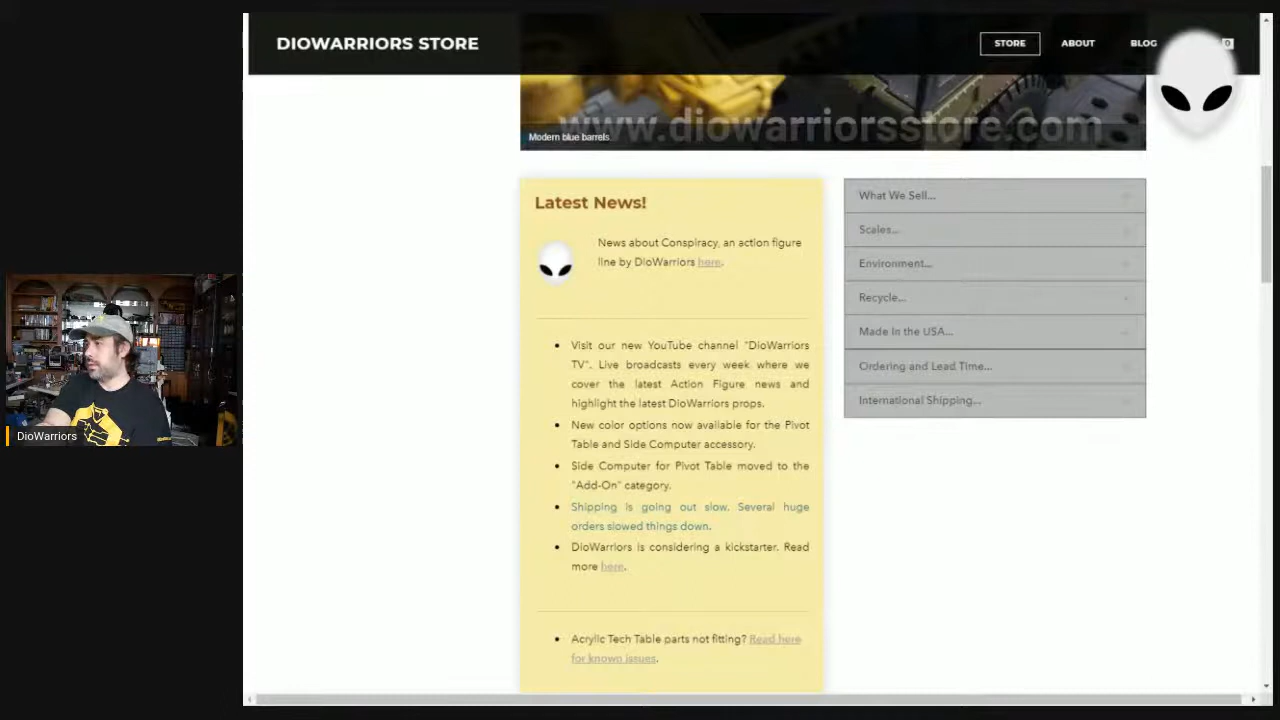 DIOWARRIORS STORE
STORE
ABOUT
BLOG
0
www.diowarriorsstore.com
Modern blue barrels
Latest News!
News about Conspiracy, an action figure
line by DioWarriors here.
Visit our new YouTube channel "DioWarriors
TV". Live broadcasts every week where we
cover the latest Action Figure news and
highlight the latest DioWarriors props.
New color options now available for the Pivot
Table and Side Computer accessory.
Side Computer for Pivot Table moved to the
"Add-On" category.
Shipping is going out slow. Several huge
orders slowed things down.
DioWarriors is considering a kickstarter. Read
more here.
Acrylic Tech Table parts not fitting? Read here
for known issues.
What We Sell...
Scales...
Environment...
Recycle...
Made In the USA...
Ordering and Lead Time...
International Shipping...
DioWarriors